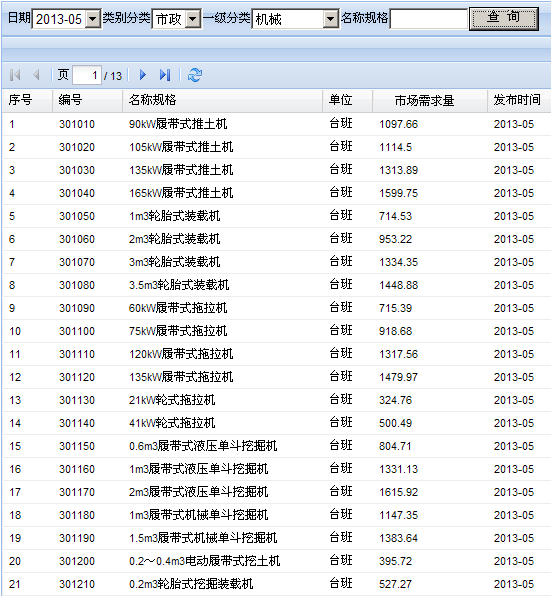 日期 2013-05 类别分类 市政 一级分类 机械 名称规格 查 询
页 1 / 13
序号 编号 名称规格 单位 市场需求量 发布时间
1 301010 90kW履带式推土机 台班 1097.66 2013-05
2 301020 105kW履带式推土机 台班 1114.5 2013-05
3 301030 135kW履带式推土机 台班 1313.89 2013-05
4 301040 165kW履带式推土机 台班 1599.75 2013-05
5 301050 1m3轮胎式装载机 台班 714.53 2013-05
6 301060 2m3轮胎式装载机 台班 953.22 2013-05
7 301070 3m3轮胎式装载机 台班 1334.35 2013-05
8 301080 3.5m3轮胎式装载机 台班 1448.88 2013-05
9 301090 60kW履带式拖拉机 台班 715.39 2013-05
10 301100 75kW履带式拖拉机 台班 918.68 2013-05
11 301110 120kW履带式拖拉机 台班 1317.56 2013-05
12 301120 135kW履带式拖拉机 台班 1479.97 2013-05
13 301130 21kW轮式拖拉机 台班 324.76 2013-05
14 301140 41kW轮式拖拉机 台班 500.49 2013-05
15 301150 0.6m3履带式液压单斗挖掘机 台班 804.71 2013-05
16 301160 1m3履带式液压单斗挖掘机 台班 1331.13 2013-05
17 301170 2m3履带式液压单斗挖掘机 台班 1615.92 2013-05
18 301180 1m3履带式机械单斗挖掘机 台班 1147.35 2013-05
19 301190 1.5m3履带式机械单斗挖掘机 台班 1383.64 2013-05
20 301200 0.2～0.4m3电动履带式挖土机 台班 395.72 2013-05
21 301210 0.2m3轮胎式挖掘装载机 台班 527.27 2013-05